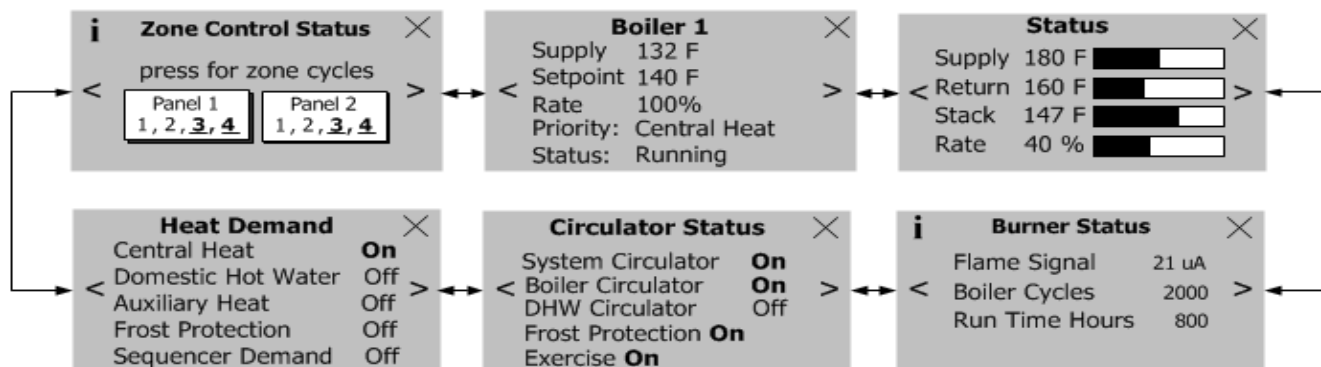 i Zone Control Status X
press for zone cycles
< >
Panel 1
1, 2, 3, 4
Panel 2
1, 2, 3, 4
Boiler 1 X
Supply 132 F
Setpoint 140 F
< >
Rate 100%
Priority: Central Heat
Status: Running
Status X
Supply 180 F
< Return 160 F >
Stack 147 F
Rate 40 %
Heat Demand X
Central Heat On
< Domestic Hot Water Off >
Auxiliary Heat Off
Frost Protection Off
Sequencer Demand Off
Circulator Status X
System Circulator On
< Boiler Circulator On >
DHW Circulator Off
Frost Protection On
Exercise On
i Burner Status X
Flame Signal 21 uA
< Boiler Cycles 2000 >
Run Time Hours 800